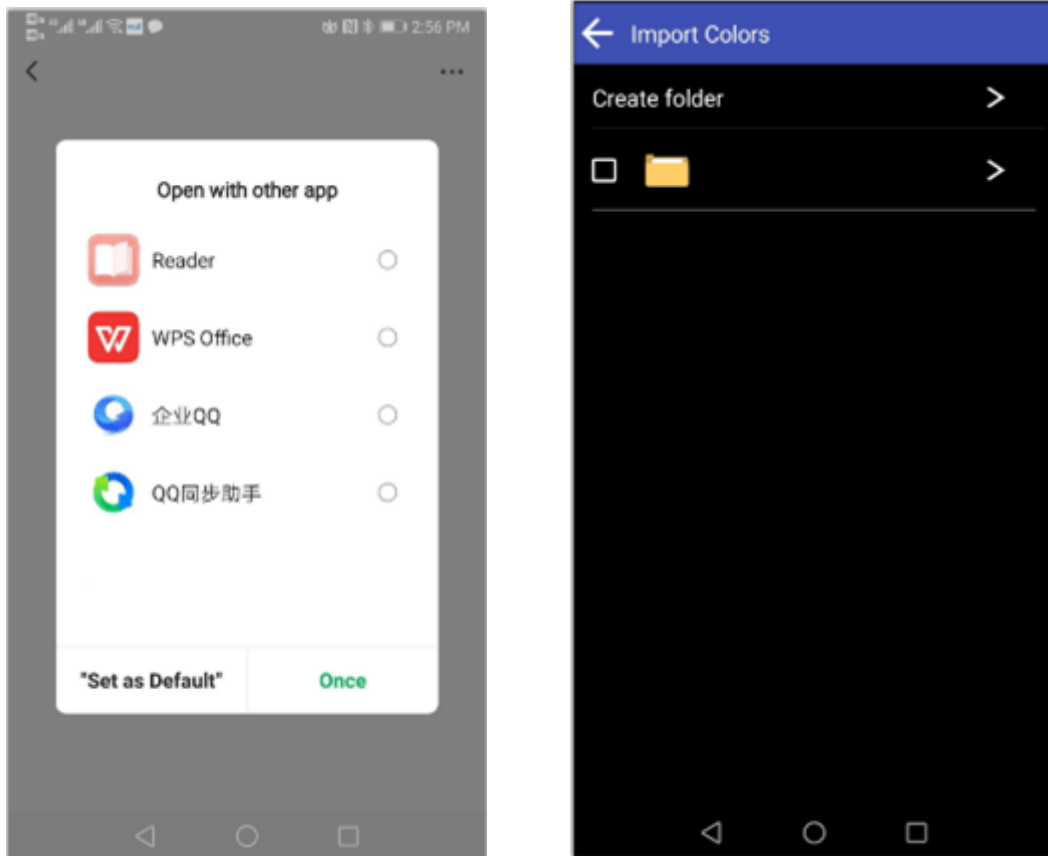 2:56 PM
Open with other app
Reader
WPS Office
企业QQ
QQ同步助手
"Set as Default"
Once
Import Colors
Create folder